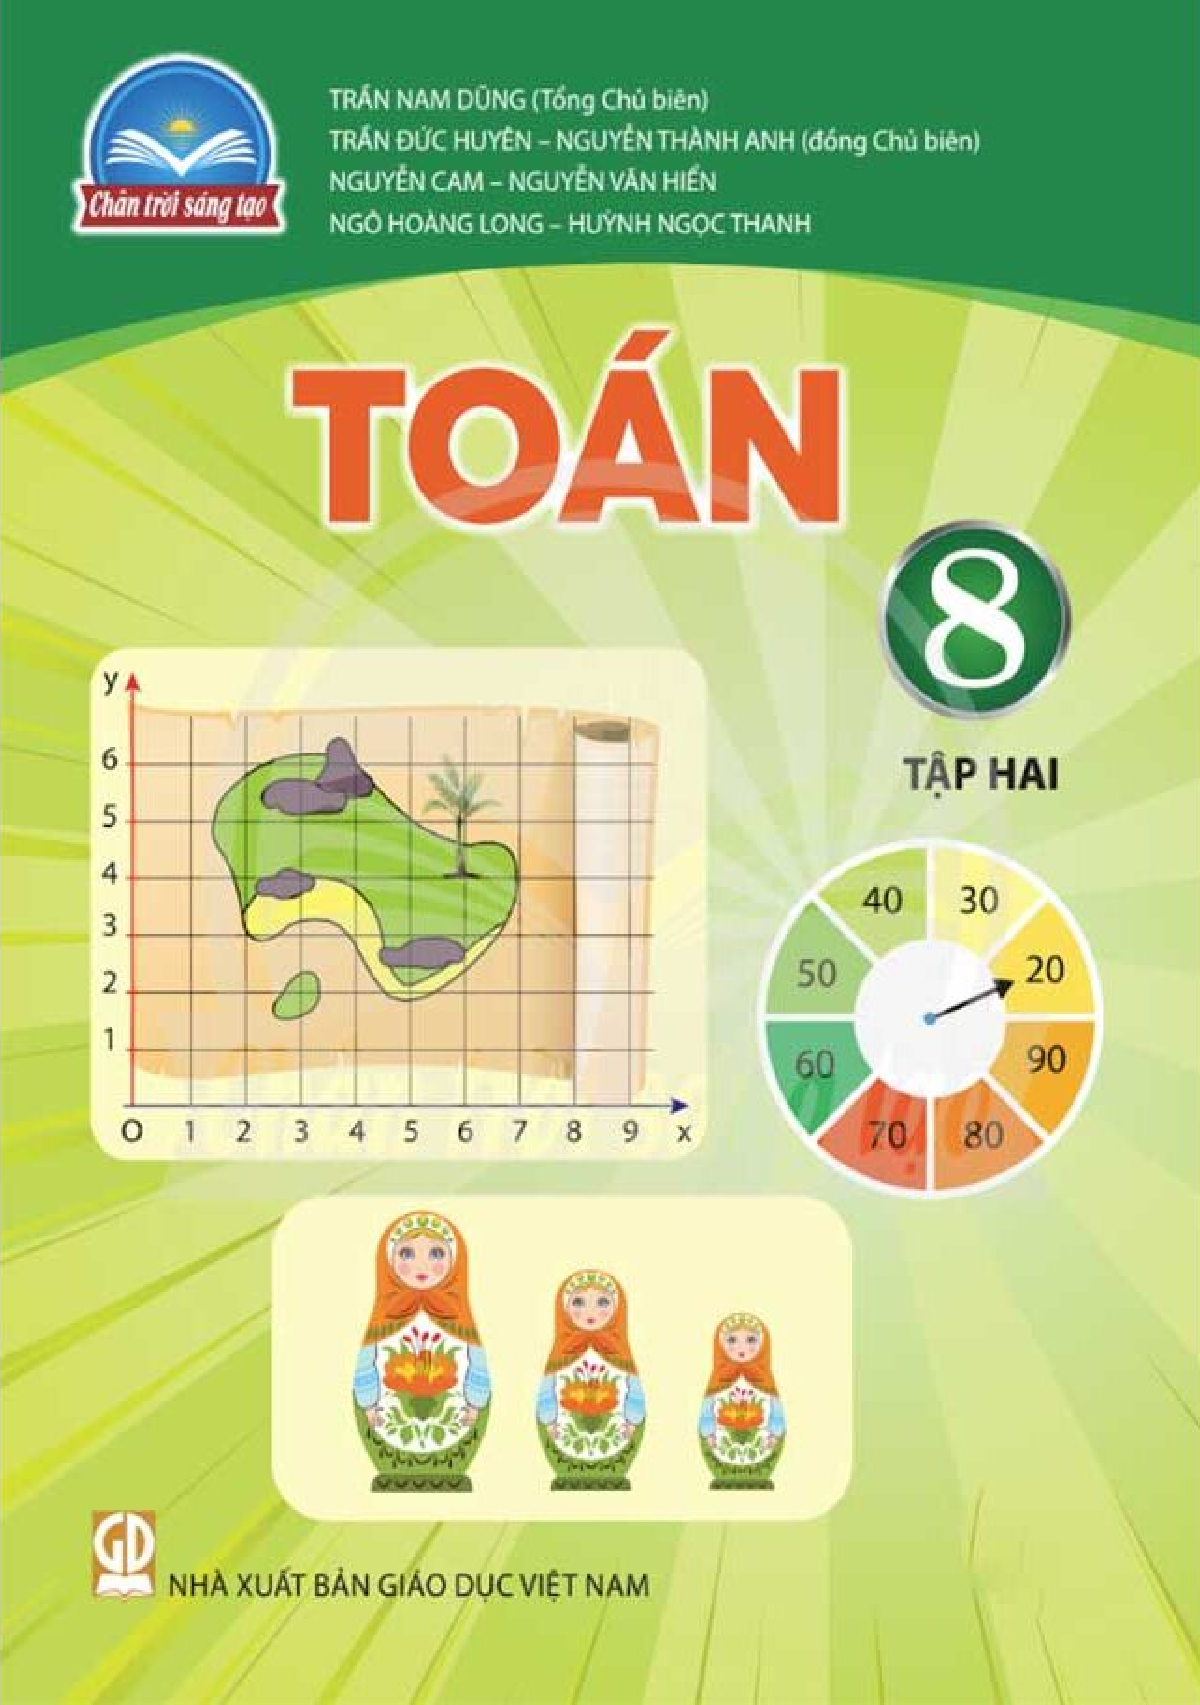 TRẦN NAM DŨNG (Tổng Chủ biên)
TRẦN ĐỨC HUYÊN – NGUYỄN THÀNH ANH (đồng Chủ biên)
NGUYỄN CAM – NGUYỄN VĂN HIỂN
NGÔ HOÀNG LONG – HUỲNH NGỌC THANH
Chân trời sáng tạo
TOÁN
8
TẬP HAI
y
6
5
4
3
2
1
O 1 2 3 4 5 6 7 8 9 x
40 30
50 20
60 90
70 80
GD
NHÀ XUẤT BẢN GIÁO DỤC VIỆT NAM